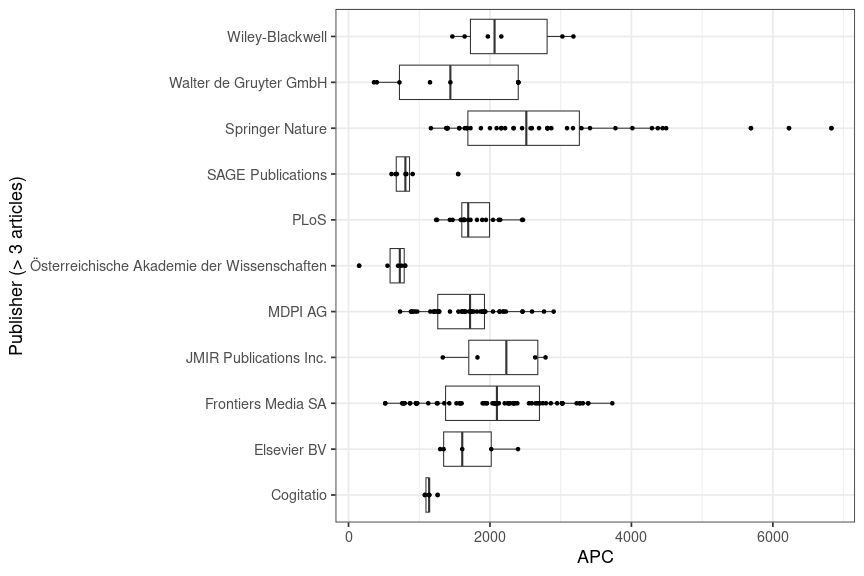 Publisher (> 3 articles)
Wiley-Blackwell
Walter de Gruyter GmbH
Springer Nature
SAGE Publications
PLoS
Österreichische Akademie der Wissenschaften
MDPI AG
JMIR Publications Inc.
Frontiers Media SA
Elsevier BV
Cogitatio
0 2000 4000 6000
APC